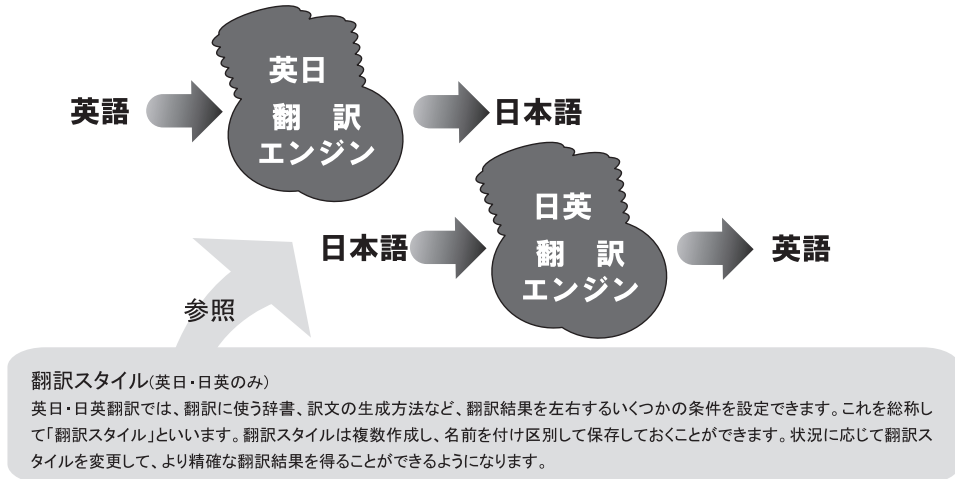 英日
翻　訳
エンジン
英語
日本語
日英
翻　訳
エンジン
日本語
英語
参照
翻訳スタイル(英日・日英のみ)
英日・日英翻訳では、翻訳に使う辞書、訳文の生成方法など、翻訳結果を左右するいくつかの条件を設定できます。これを総称し
て「翻訳スタイル」といいます。翻訳スタイルは複数作成し、名前を付け区別して保存しておくことができます。状況に応じて翻訳ス
タイルを変更して、より精確な翻訳結果を得ることができるようになります。